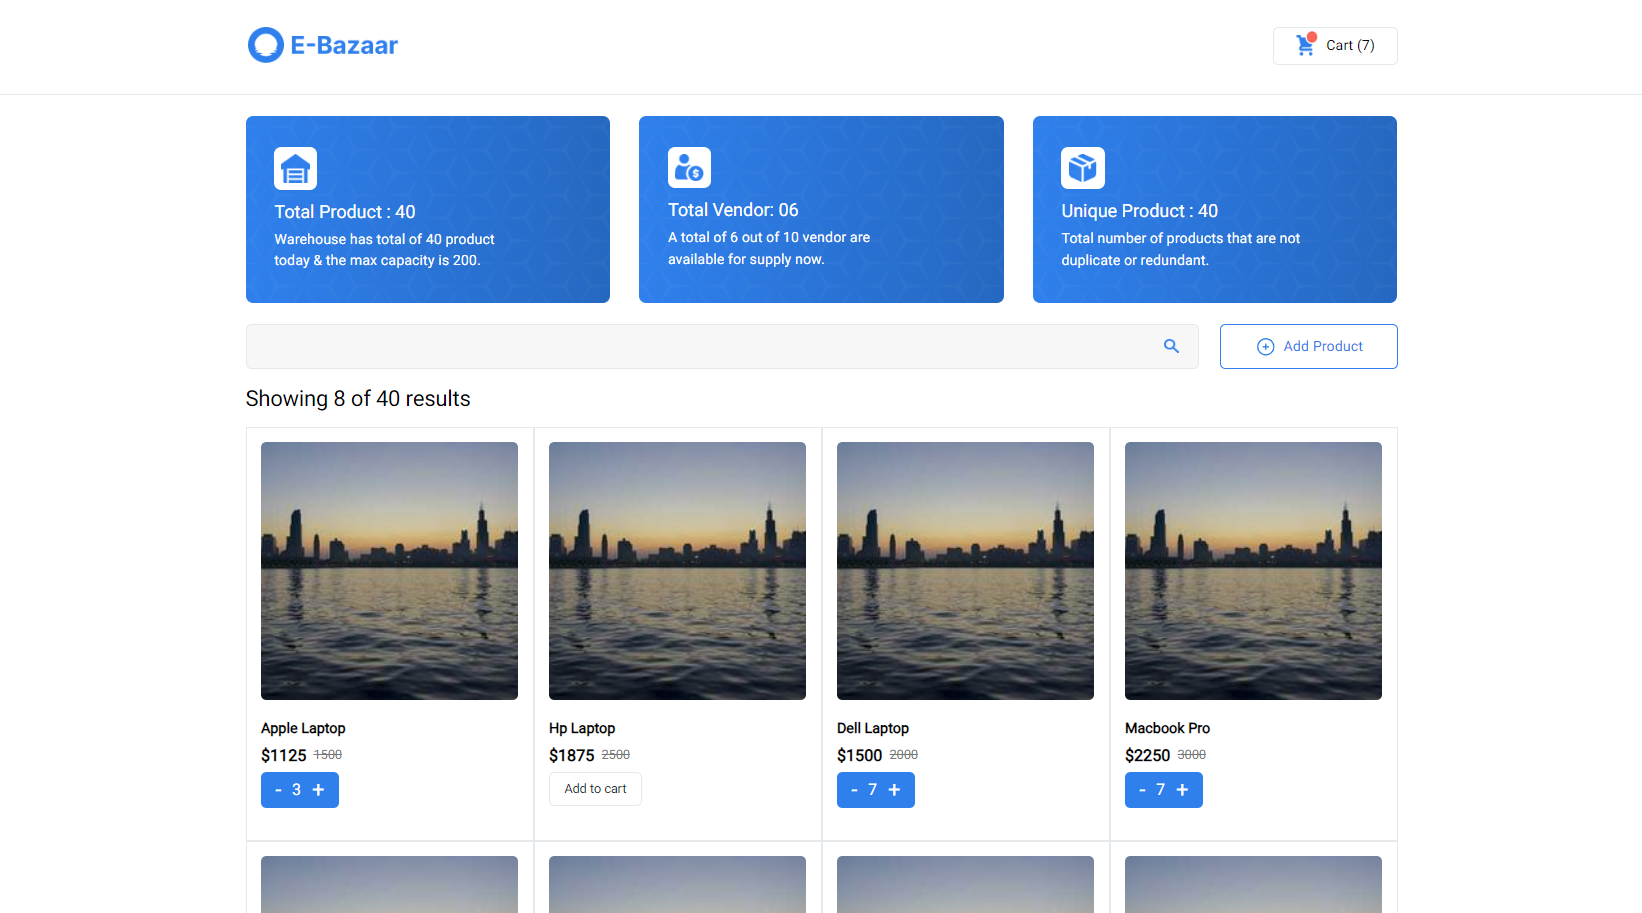 E-Bazaar
Cart (7)
Total Product : 40
Warehouse has total of 40 product
today & the max capacity is 200.
Total Vendor: 06
A total of 6 out of 10 vendor are
available for supply now.
Unique Product : 40
Total number of products that are not
duplicate or redundant.
Add Product
Showing 8 of 40 results
Apple Laptop
$1125 1500
- 3 +
Hp Laptop
$1875 2500
Add to cart
Dell Laptop
$1500 2000
- 7 +
Macbook Pro
$2250 3000
- 7 +